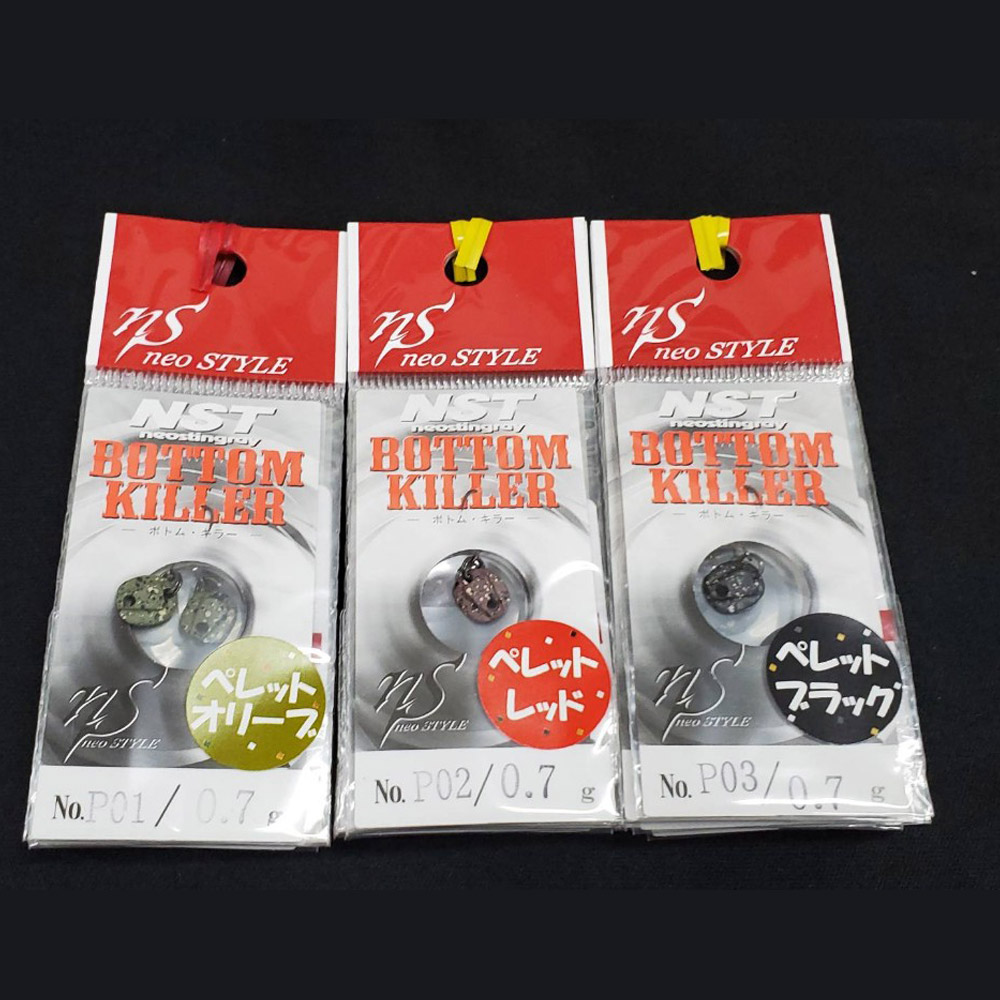 ns
neo STYLE
NST
neostingray
BOTTOM
KILLER
ボトム・キラー
ns
neo STYLE
ペレット
オリーブ
No. P01 / 0.7 g
ns
neo STYLE
NST
neostingray
BOTTOM
KILLER
ボトム・キラー
ns
neo STYLE
ペレット
レッド
No. P02/0.7 g
ns
neo STYLE
NST
neostingray
BOTTOM
KILLER
ボトム・キラー
ns
neo STYLE
ペレット
ブラック
No. P03/0.7 g